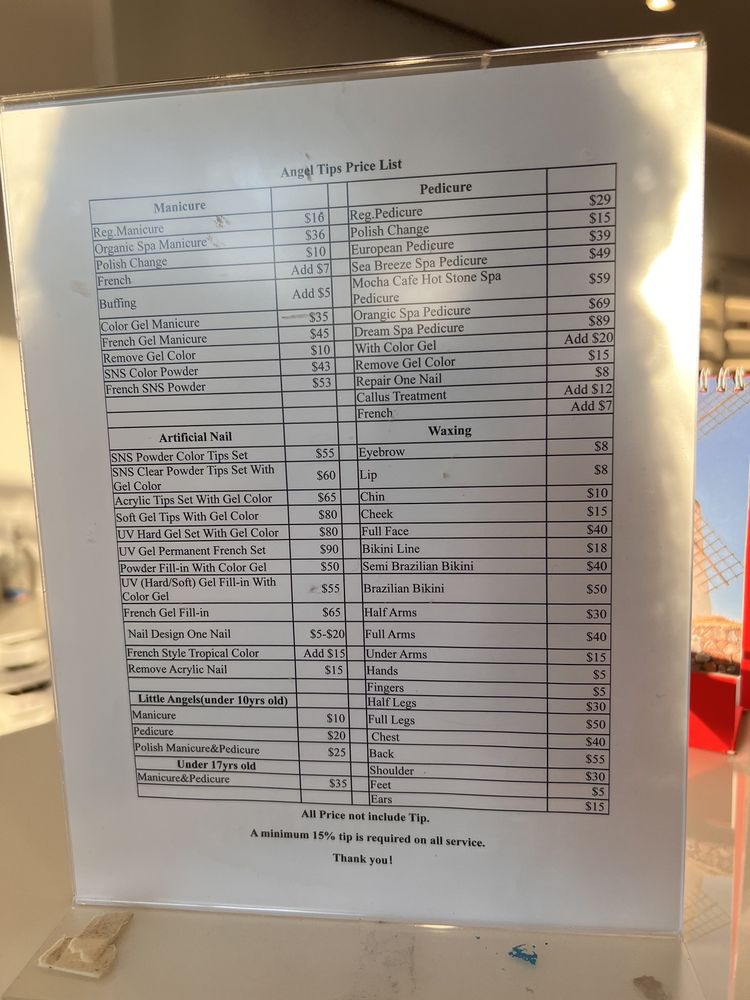 Angel Tips Price List
Manicure
Reg.Manicure $16
Organic Spa Manicure $36
Polish Change $10
French Add $7
Buffing Add $5
Color Gel Manicure $35
French Gel Manicure $45
Remove Gel Color $10
SNS Color Powder $43
French SNS Powder $53
Artificial Nail
SNS Powder Color Tips Set $55
SNS Clear Powder Tips Set With
Gel Color $60
Acrylic Tips Set With Gel Color $65
Soft Gel Tips With Gel Color $80
UV Hard Gel Set With Gel Color $80
UV Gel Permanent French Set $90
Powder Fill-in With Color Gel $50
UV (Hard/Soft) Gel Fill-in With
Color Gel $55
French Gel Fill-in $65
Nail Design One Nail $5-$20
French Style Tropical Color Add $15
Remove Acrylic Nail $15
Little Angels(under 10yrs old)
Manicure $10
Pedicure $20
Polish Manicure&Pedicure $25
Under 17yrs old
Manicure&Pedicure $35
Pedicure
Reg.Pedicure $29
Polish Change $15
European Pedicure $39
Sea Breeze Spa Pedicure $49
Mocha Cafe Hot Stone Spa
Pedicure $59
Orangic Spa Pedicure $69
Dream Spa Pedicure $89
With Color Gel Add $20
Remove Gel Color $15
Repair One Nail $8
Callus Treatment Add $12
French Add $7
Waxing
Eyebrow $8
Lip $8
Chin $10
Cheek $15
Full Face $40
Bikini Line $18
Semi Brazilian Bikini $40
Brazilian Bikini $50
Half Arms $30
Full Arms $40
Under Arms $15
Hands $5
Fingers $5
Half Legs $30
Full Legs $50
Chest $40
Back $55
Shoulder $30
Feet $5
Ears $15
All Price not include Tip.
A minimum 15% tip is required on all service.
Thank you!